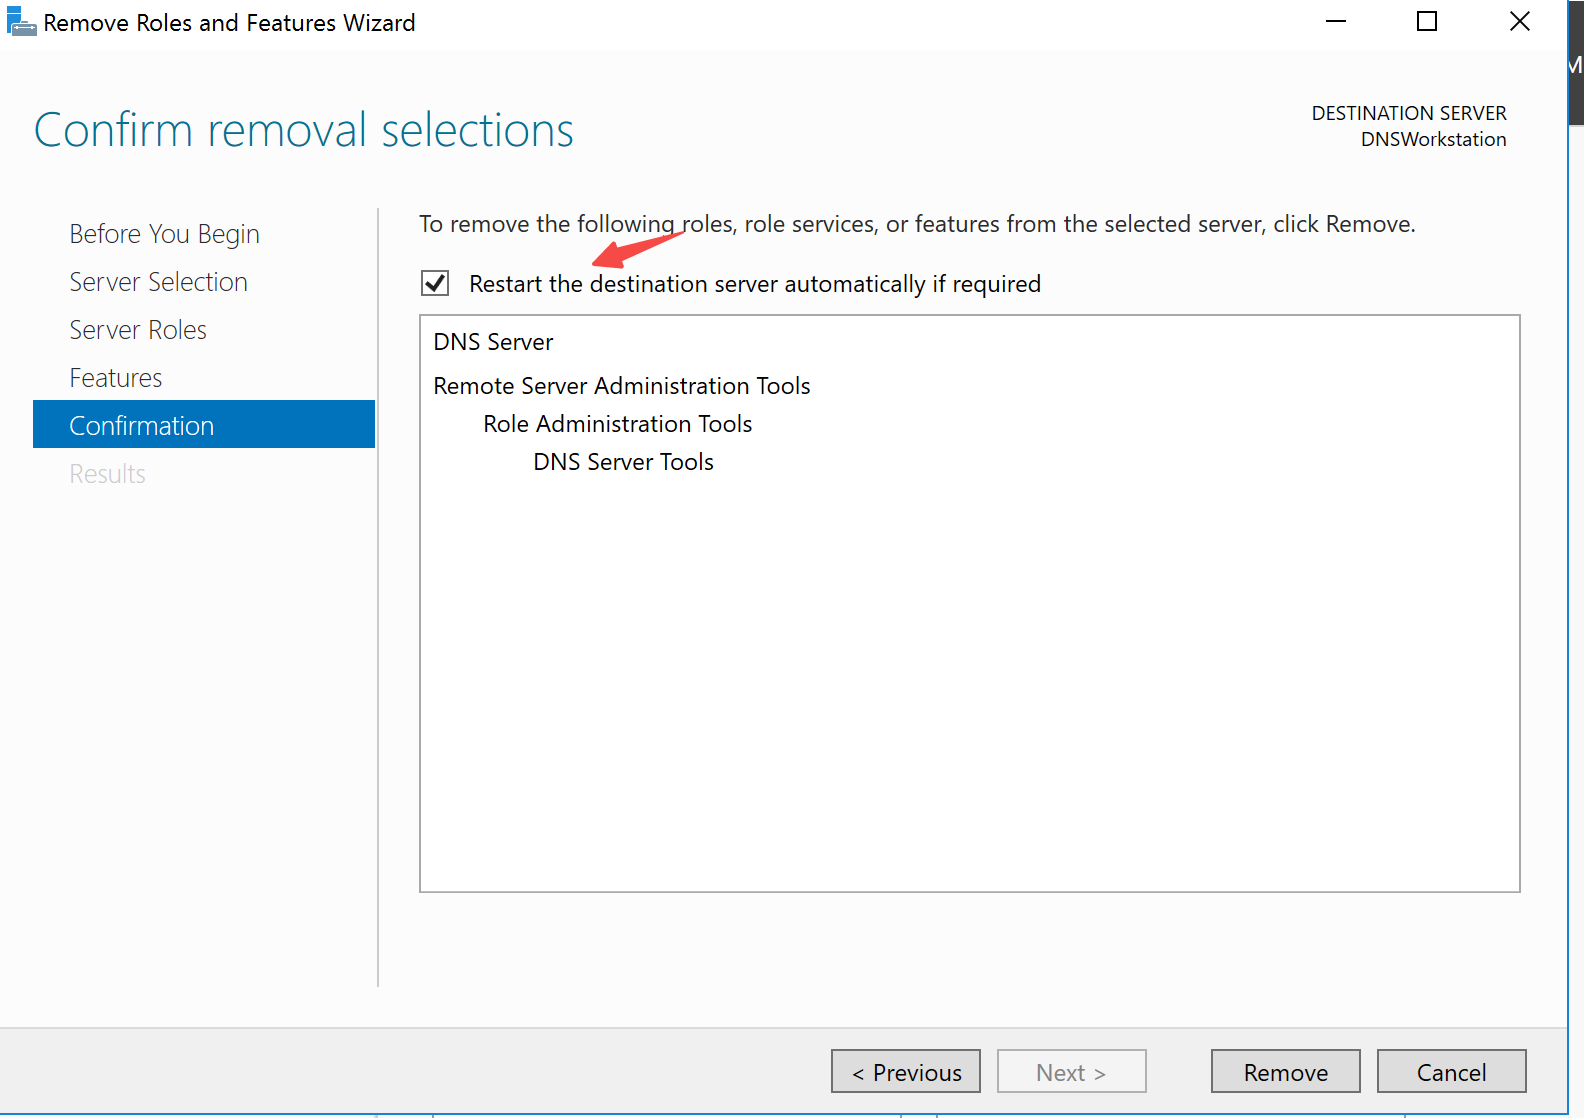 Remove Roles and Features Wizard
M
Confirm removal selections
DESTINATION SERVER
DNSWorkstation
Before You Begin
Server Selection
Server Roles
Features
Confirmation
Results
To remove the following roles, role services, or features from the selected server, click Remove.
Restart the destination server automatically if required
DNS Server
Remote Server Administration Tools
Role Administration Tools
DNS Server Tools
< Previous
Next >
Remove
Cancel